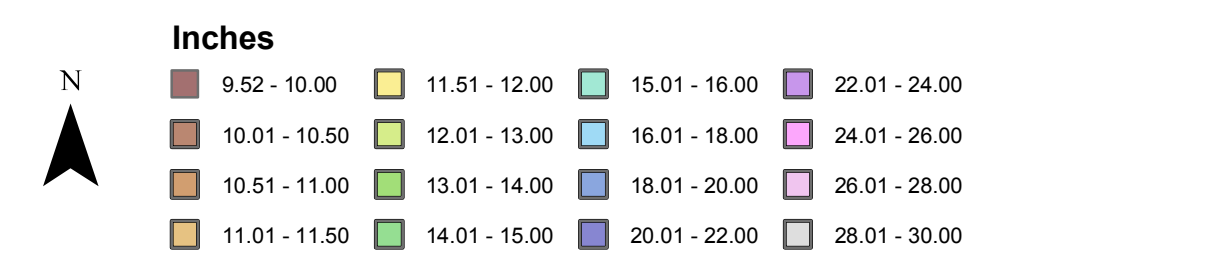 Inches
N
9.52 - 10.00 11.51 - 12.00 15.01 - 16.00 22.01 - 24.00
10.01 - 10.50 12.01 - 13.00 16.01 - 18.00 24.01 - 26.00
10.51 - 11.00 13.01 - 14.00 18.01 - 20.00 26.01 - 28.00
11.01 - 11.50 14.01 - 15.00 20.01 - 22.00 28.01 - 30.00